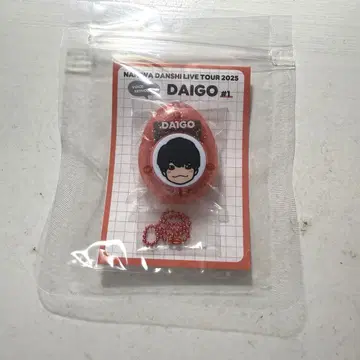 NANIWA DANSHI LIVE TOUR 2025
DAIGO #1
DAIGO